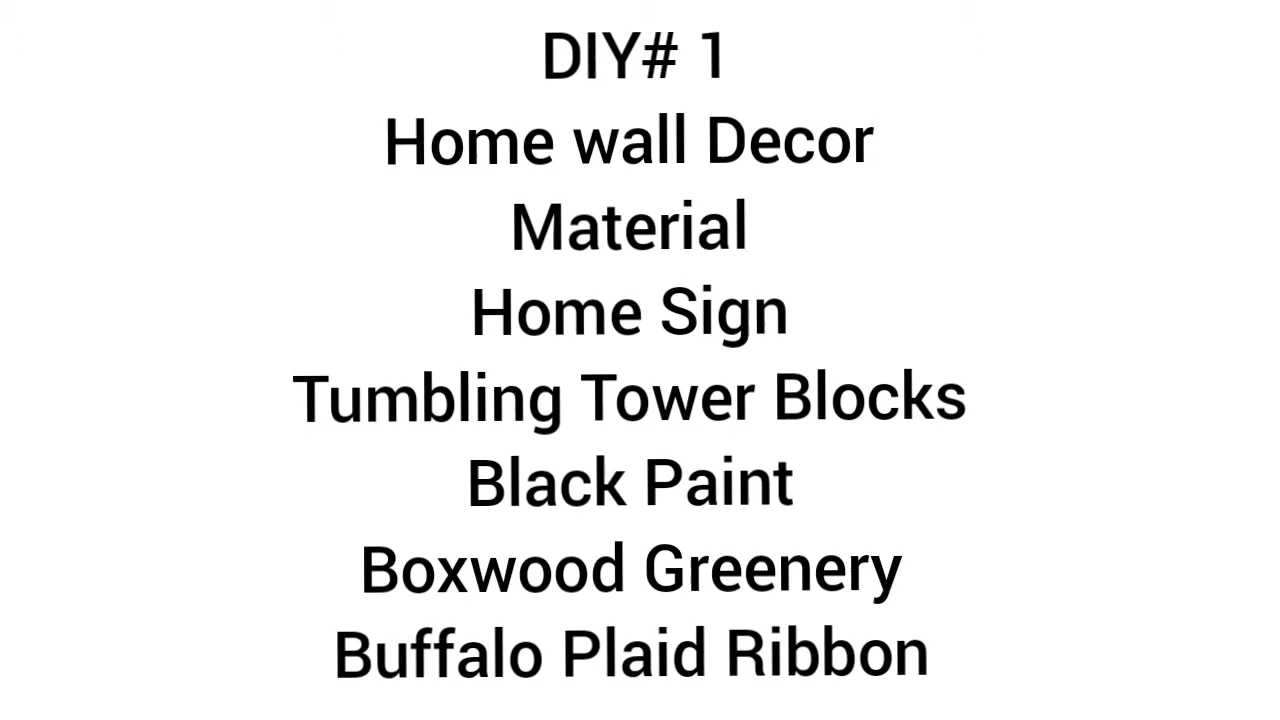 DIY# 1
Home wall Decor
Material
Home Sign
Tumbling Tower Blocks
Black Paint
Boxwood Greenery
Buffalo Plaid Ribbon